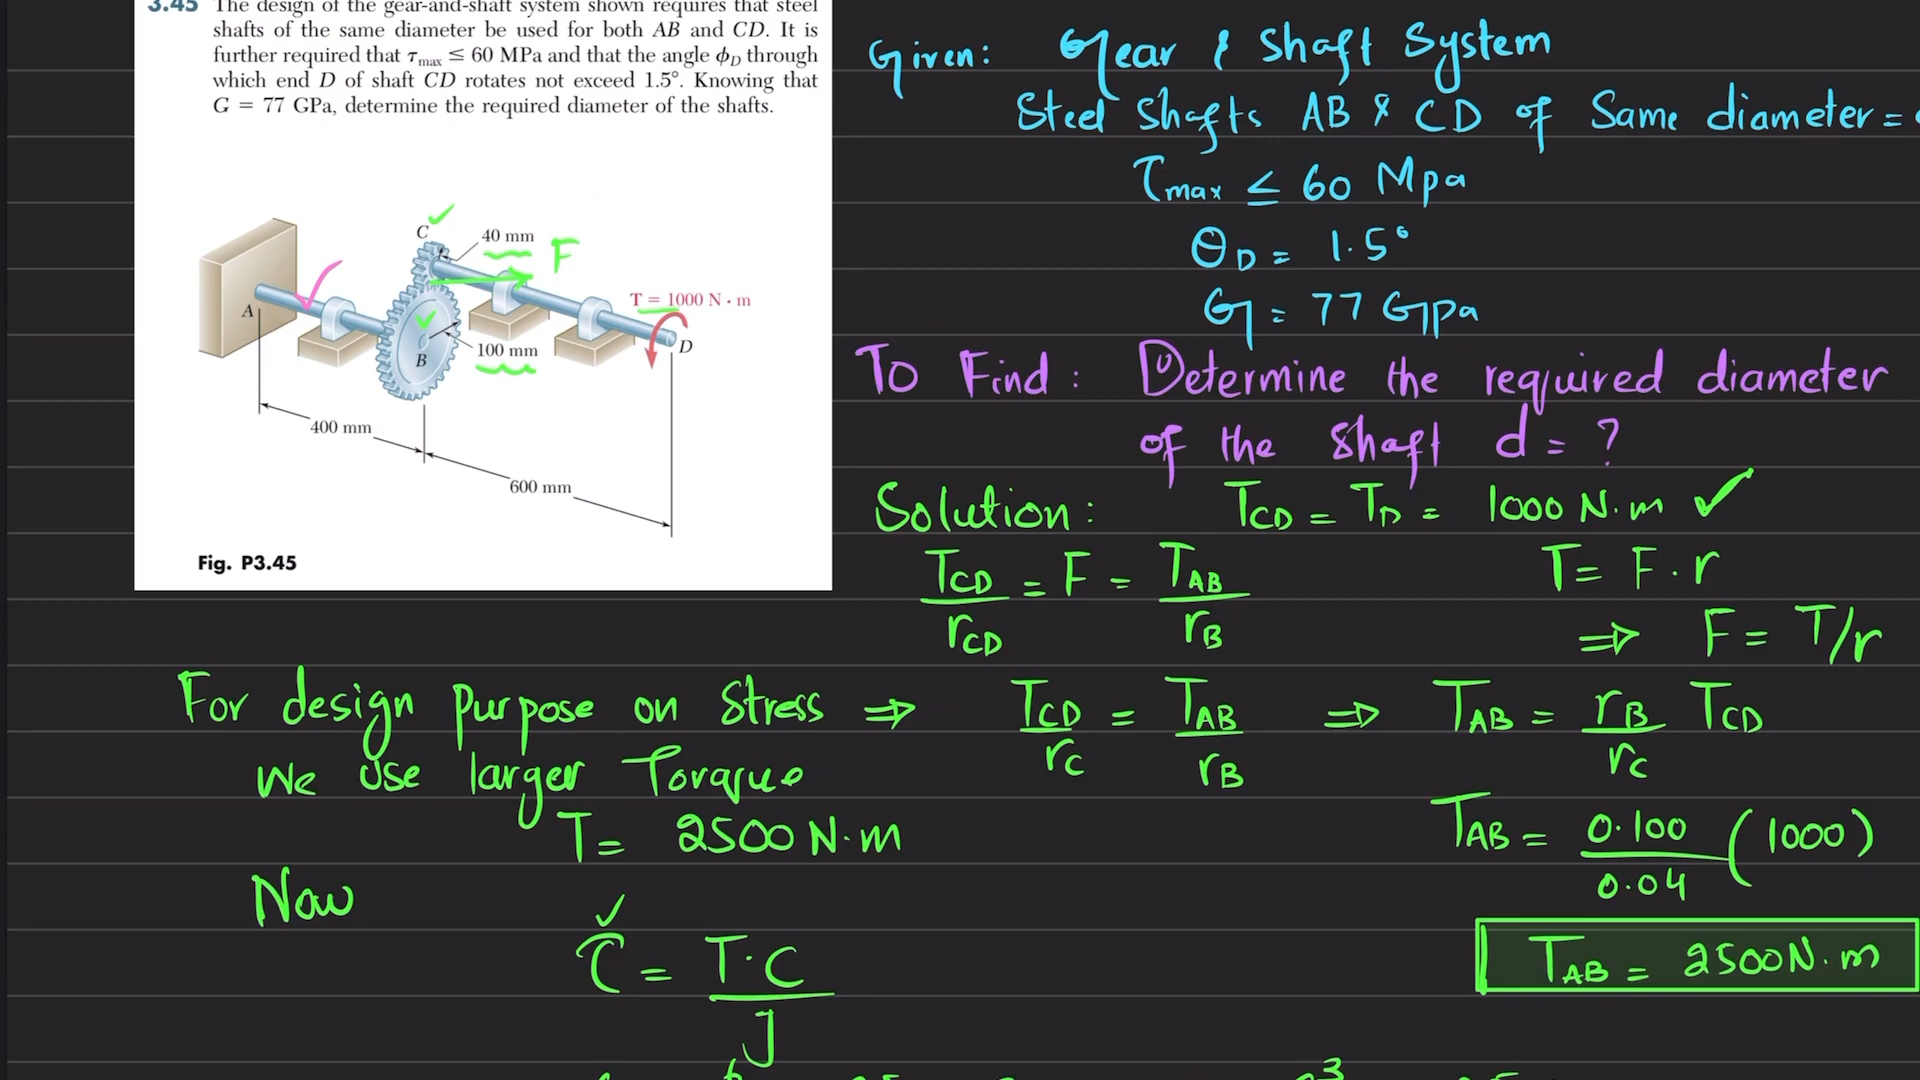 3.45 The design of the gear-and-shaft system shown requires that steel
shafts of the same diameter be used for both AB and CD. It is
further required that τmax ≤ 60 MPa and that the angle ϕD through
which end D of shaft CD rotates not exceed 1.5°. Knowing that
G = 77 GPa, determine the required diameter of the shafts.
C
40 mm
F
T = 1000 N · m
A
D
100 mm
B
400 mm
600 mm
Fig. P3.45
Given: Gear & Shaft System
Steel Shafts AB & CD of Same diameter =
τmax ≤ 60 Mpa
θD = 1.5°
G = 77 Gpa
To Find: Determine the required diameter
of the Shaft d = ?
Solution: TCD = TD = 1000 N.m ✓
TCD/rCD = F = TAB/rB
T = F.r
⇒ F = T/r
For design Purpose on Stress ⇒ TCD/rC = TAB/rB ⇒ TAB = rB/rC TCD
We Use larger Torque
T = 2500 N.m
TAB = 0.100/0.04 (1000)
Now
τ = T.C/J
TAB = 2500N.m